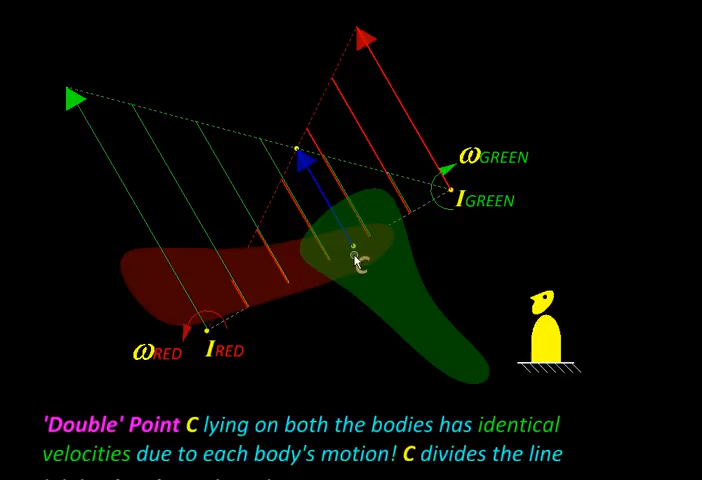 ωGREEN
IGREEN
C
ωRED
IRED
'Double' Point C lying on both the bodies has identical
velocities due to each body's motion! C divides the line